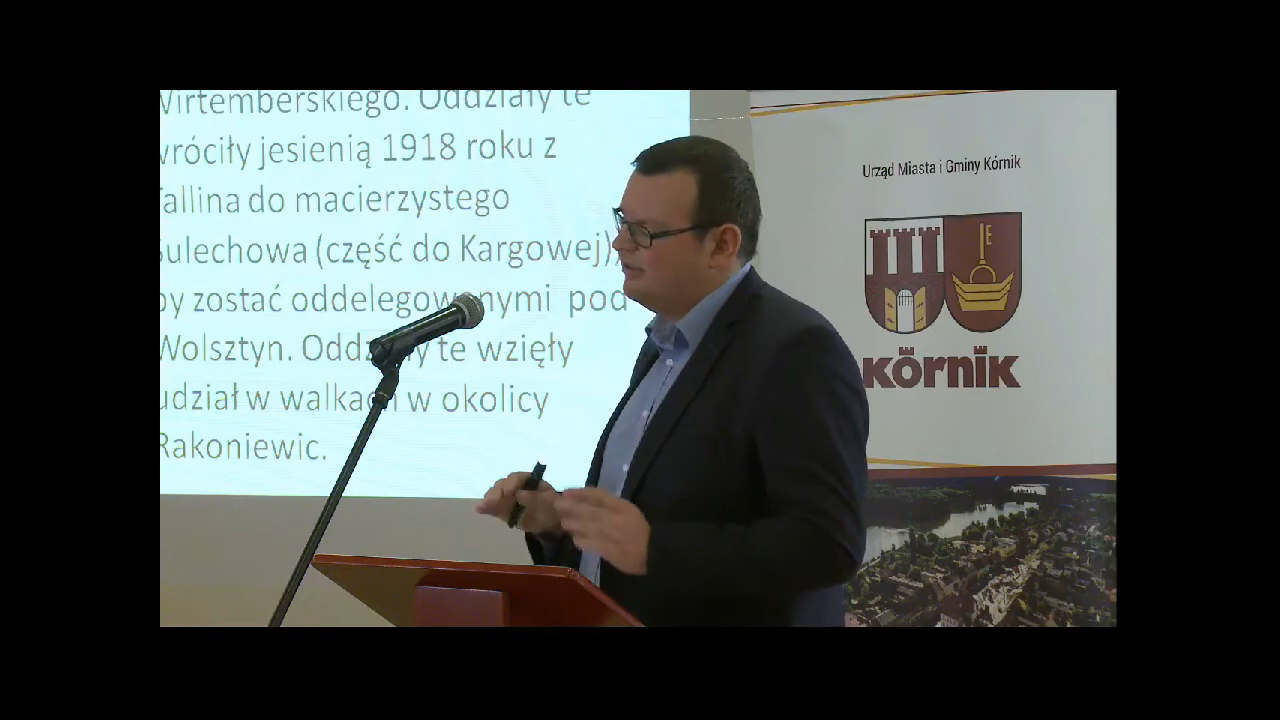 Wirtemberskiego. Oddziały te
wróciły jesienią 1918 roku z
Tallina do macierzystego
Sulechowa (część do Kargowej),
by zostać oddelegowanymi pod
Wolsztyn. Oddziały te wzięły
udział w walkach w okolicy
Rakoniewic.
Urząd Miasta i Gminy Kórnik
E
KÓRNIK